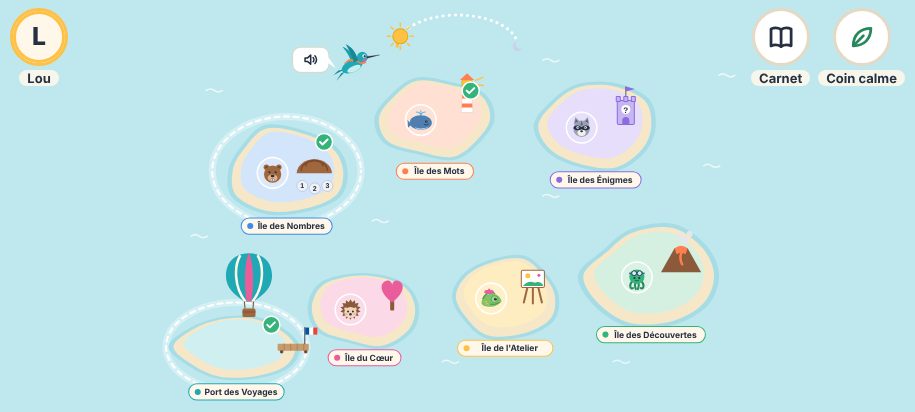 L
Lou
Carnet
Coin calme
Île des Mots
?
Île des Énigmes
1 2 3
Île des Nombres
Île des Découvertes
Île de l'Atelier
Île du Cœur
Port des Voyages